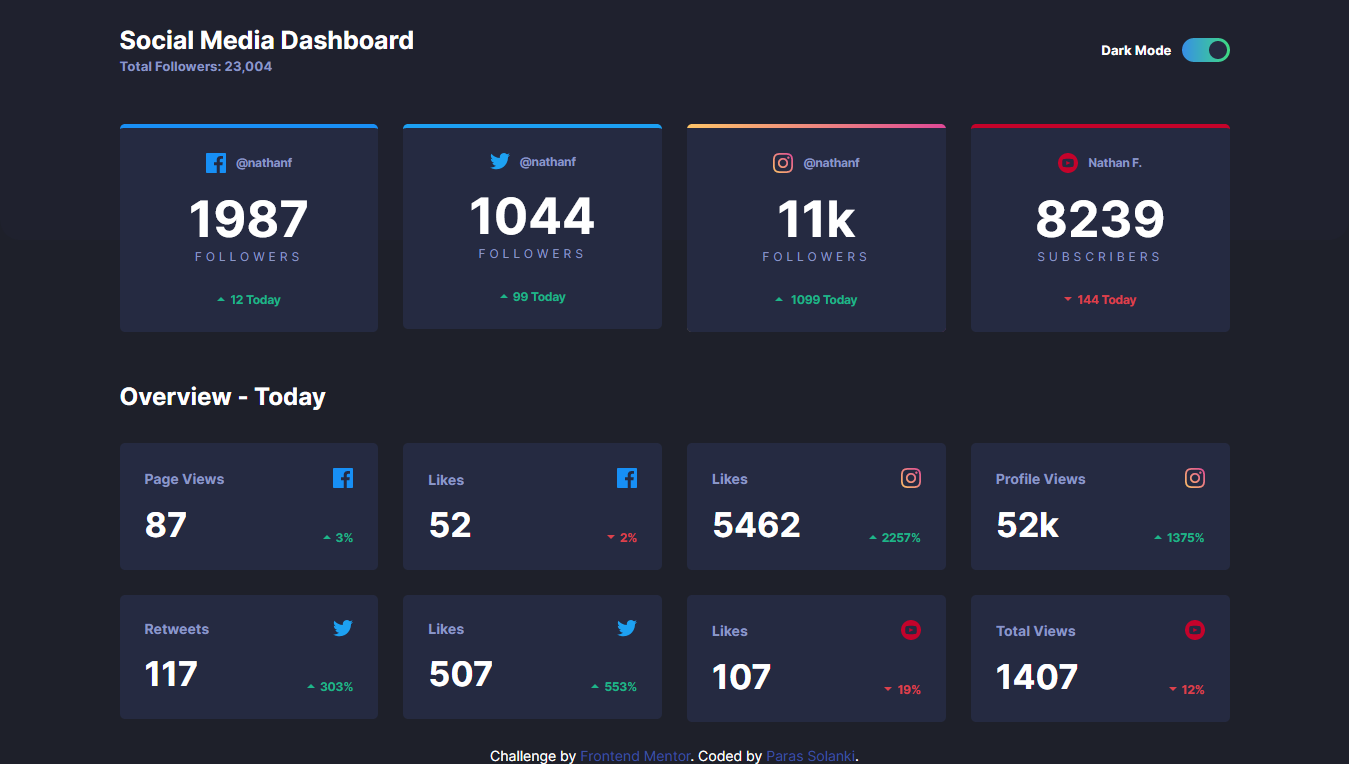 Social Media Dashboard
Total Followers: 23,004
Dark Mode
@nathanf
1987
FOLLOWERS
12 Today
@nathanf
1044
FOLLOWERS
99 Today
@nathanf
11k
FOLLOWERS
1099 Today
Nathan F.
8239
SUBSCRIBERS
144 Today
Overview - Today
Page Views
87
3%
Likes
52
2%
Likes
5462
2257%
Profile Views
52k
1375%
Retweets
117
303%
Likes
507
553%
Likes
107
19%
Total Views
1407
12%
Challenge by Frontend Mentor. Coded by Paras Solanki.